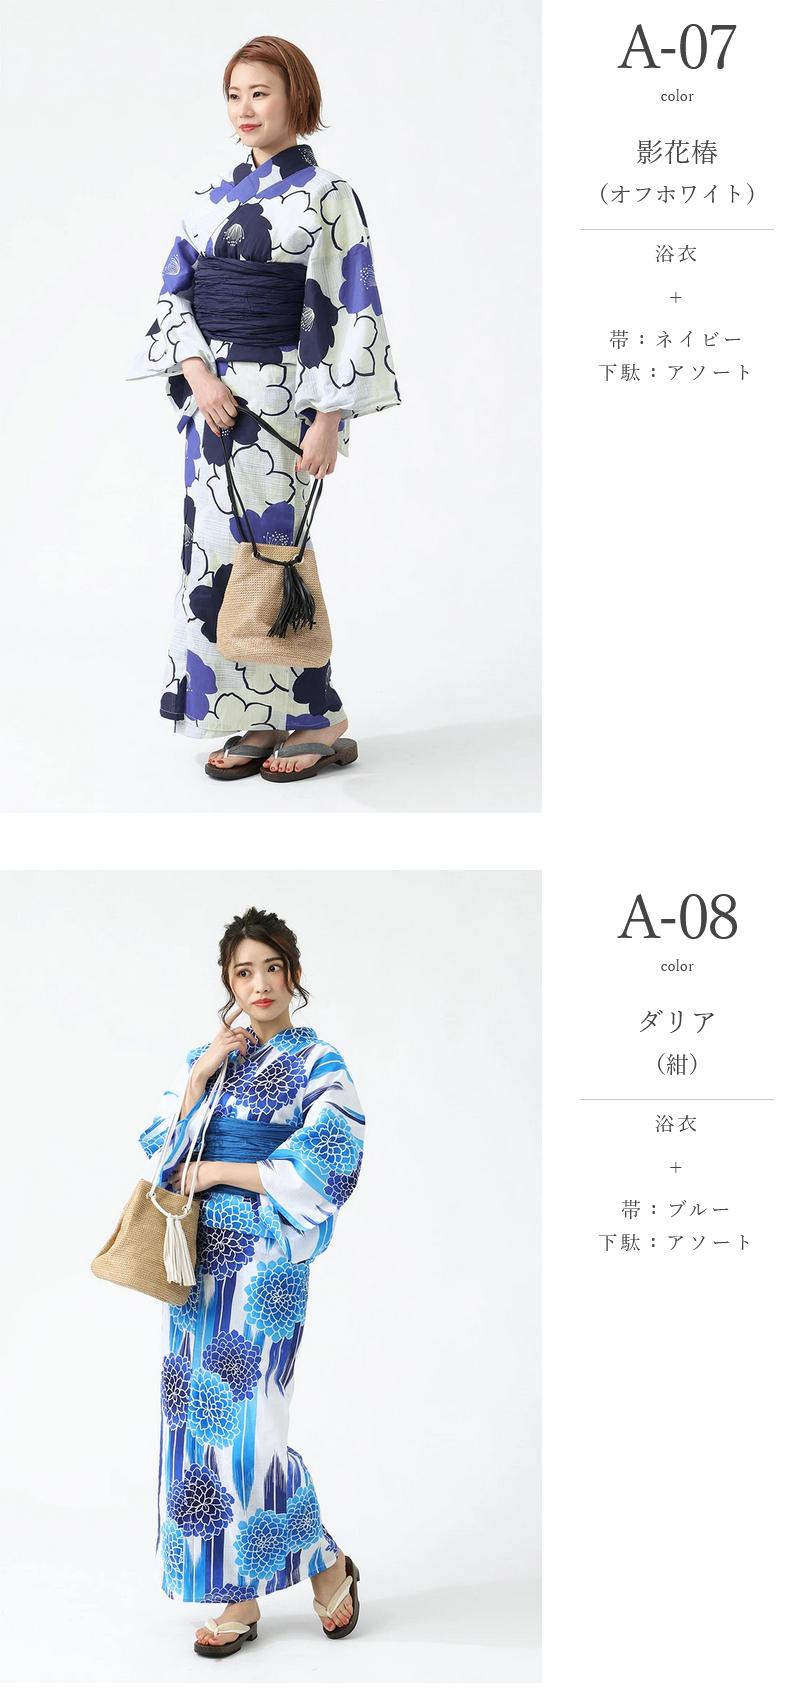 A-07
color
影花椿
（オフホワイト）
浴衣
+
帯：ネイビー
下駄：アソート
A-08
color
ダリア
（紺）
浴衣
+
帯：ブルー
下駄：アソート